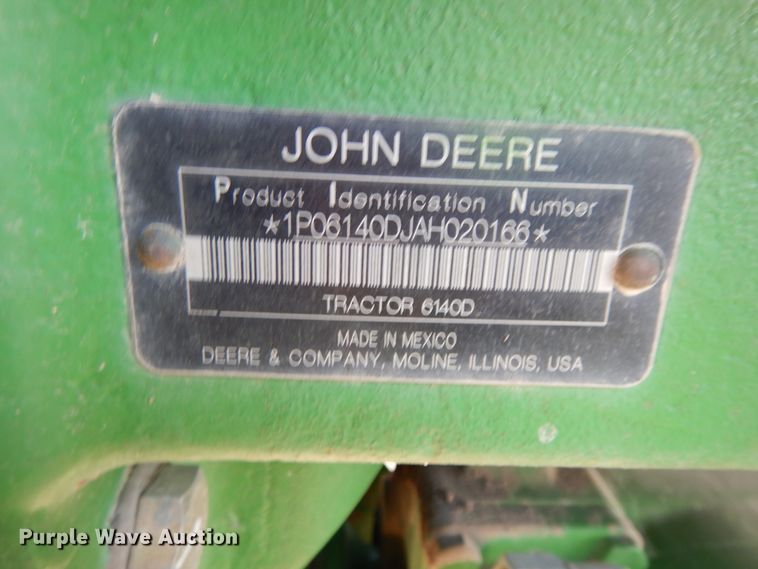 JOHN DEERE
Product Identification Number
*1P06140DJAH020166*
TRACTOR 6140D
MADE IN MEXICO
DEERE & COMPANY, MOLINE, ILLINOIS, USA
Purple Wave Auction